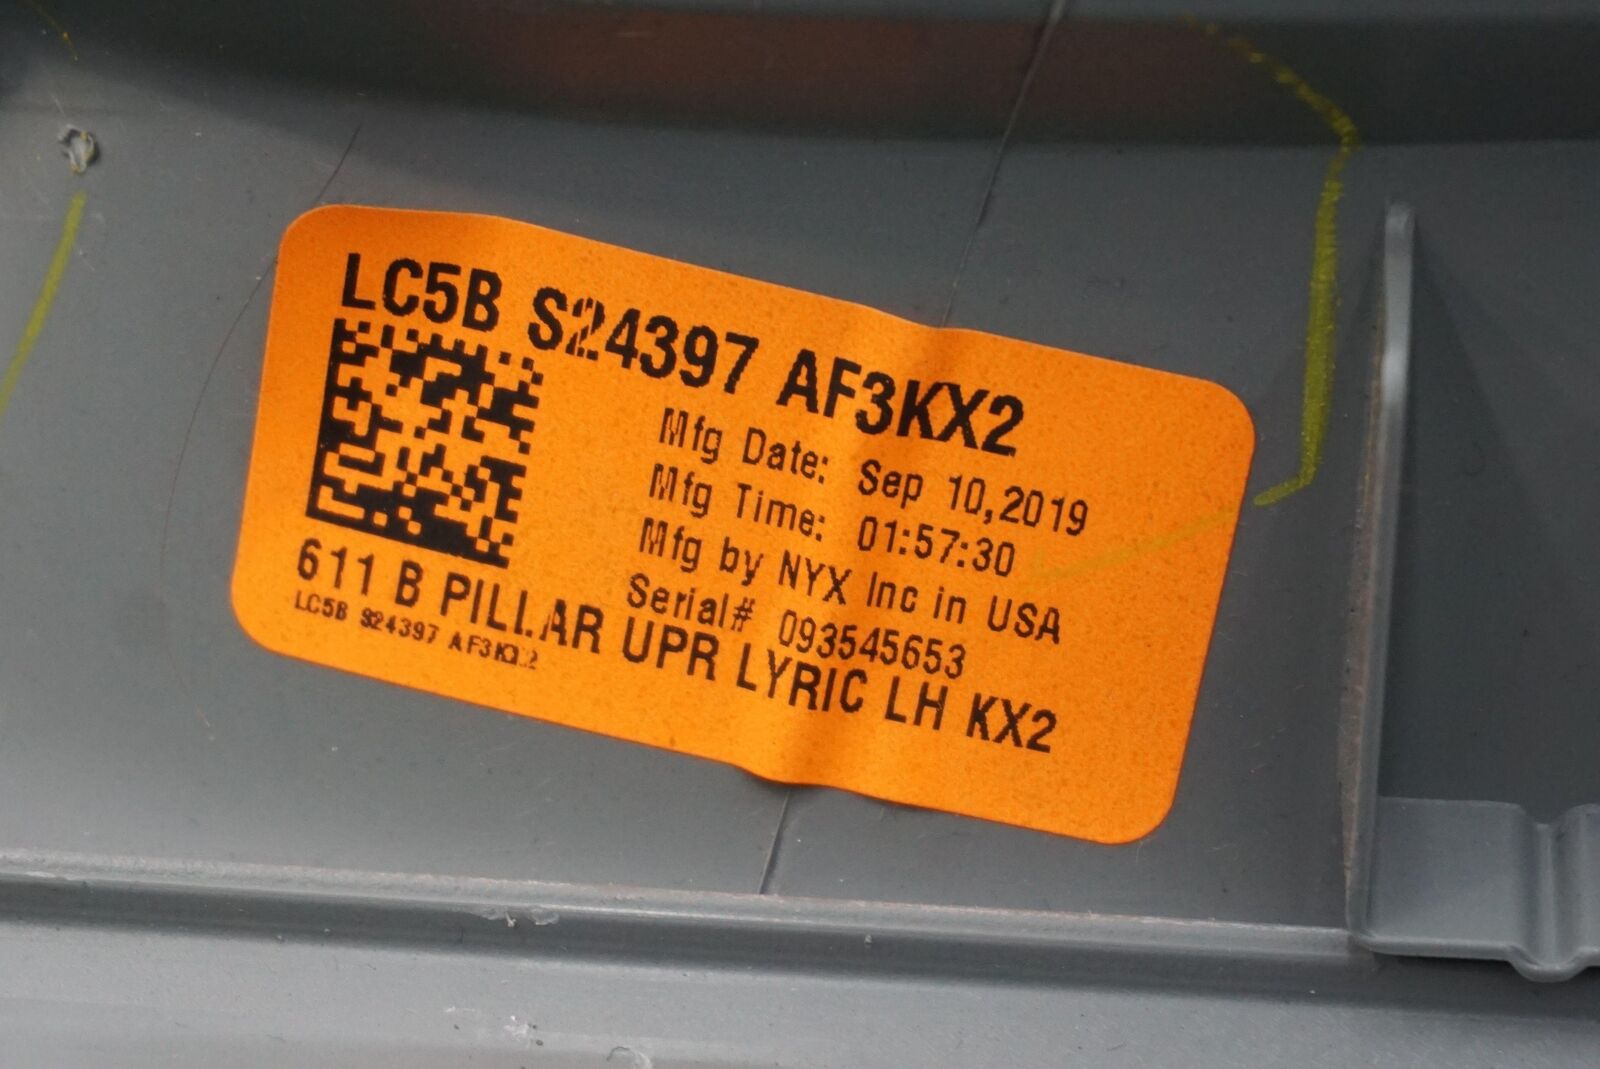 LC5B S24397 AF3KX2
Mfg Date: Sep 10,2019
Mfg Time: 01:57:30
Mfg by NYX Inc in USA
Serial# 093545653
611 B PILLAR UPR LYRIC LH KX2
LC5B S24397 AF3KX2